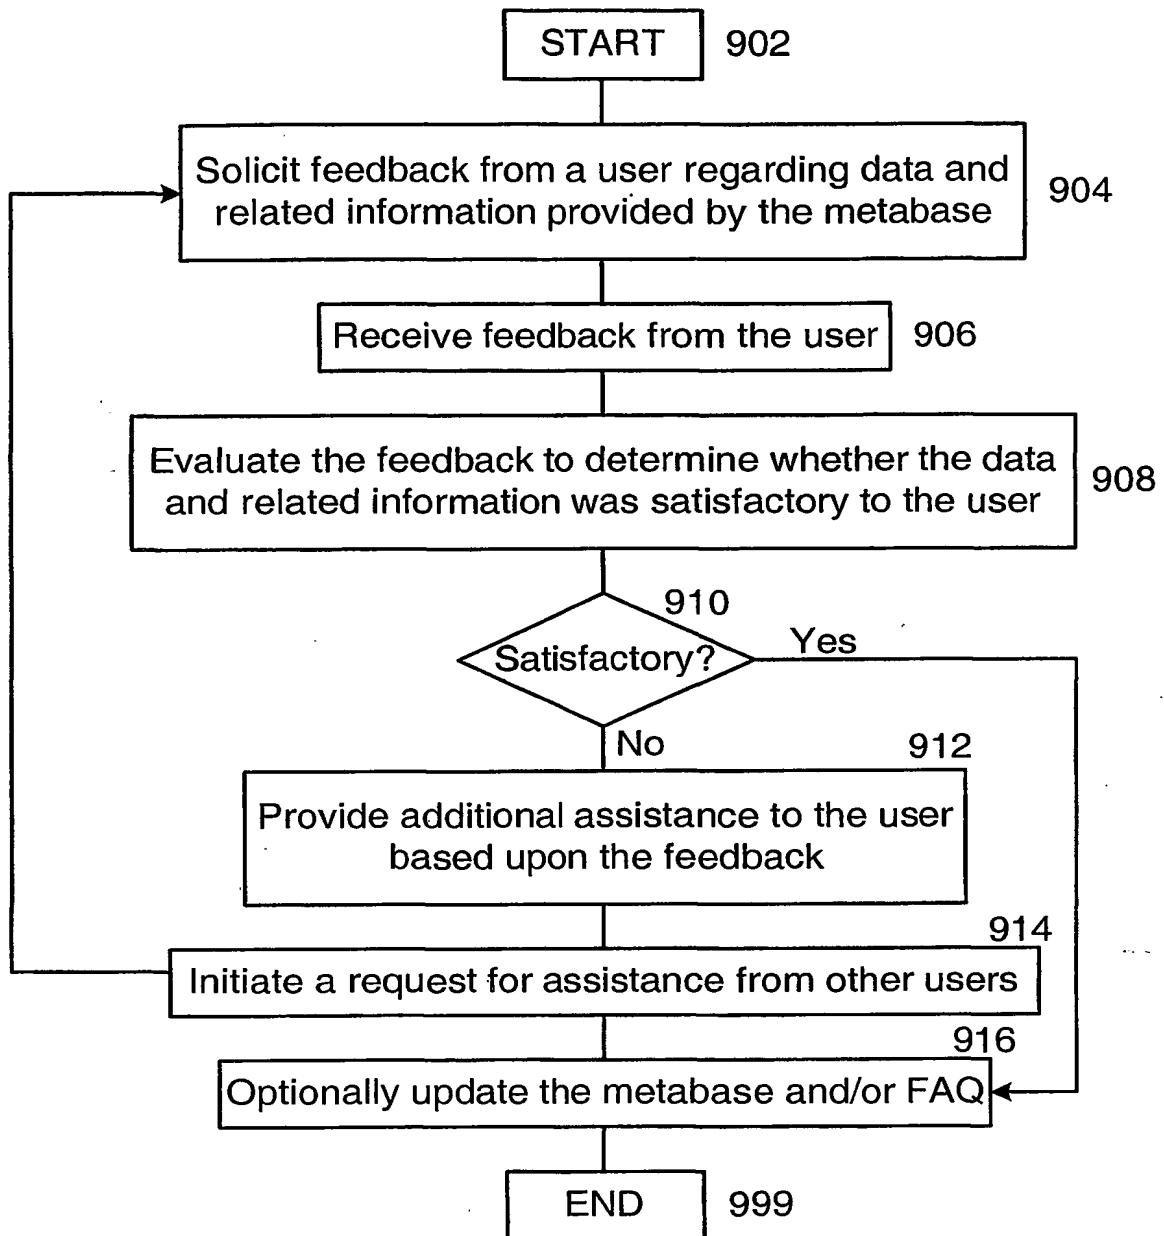 START 902
Solicit feedback from a user regarding data and
related information provided by the metabase
904
Receive feedback from the user 906
Evaluate the feedback to determine whether the data
and related information was satisfactory to the user
908
910
Satisfactory?
Yes
No
912
Provide additional assistance to the user
based upon the feedback
914
Initiate a request for assistance from other users
916
Optionally update the metabase and/or FAQ
END 999